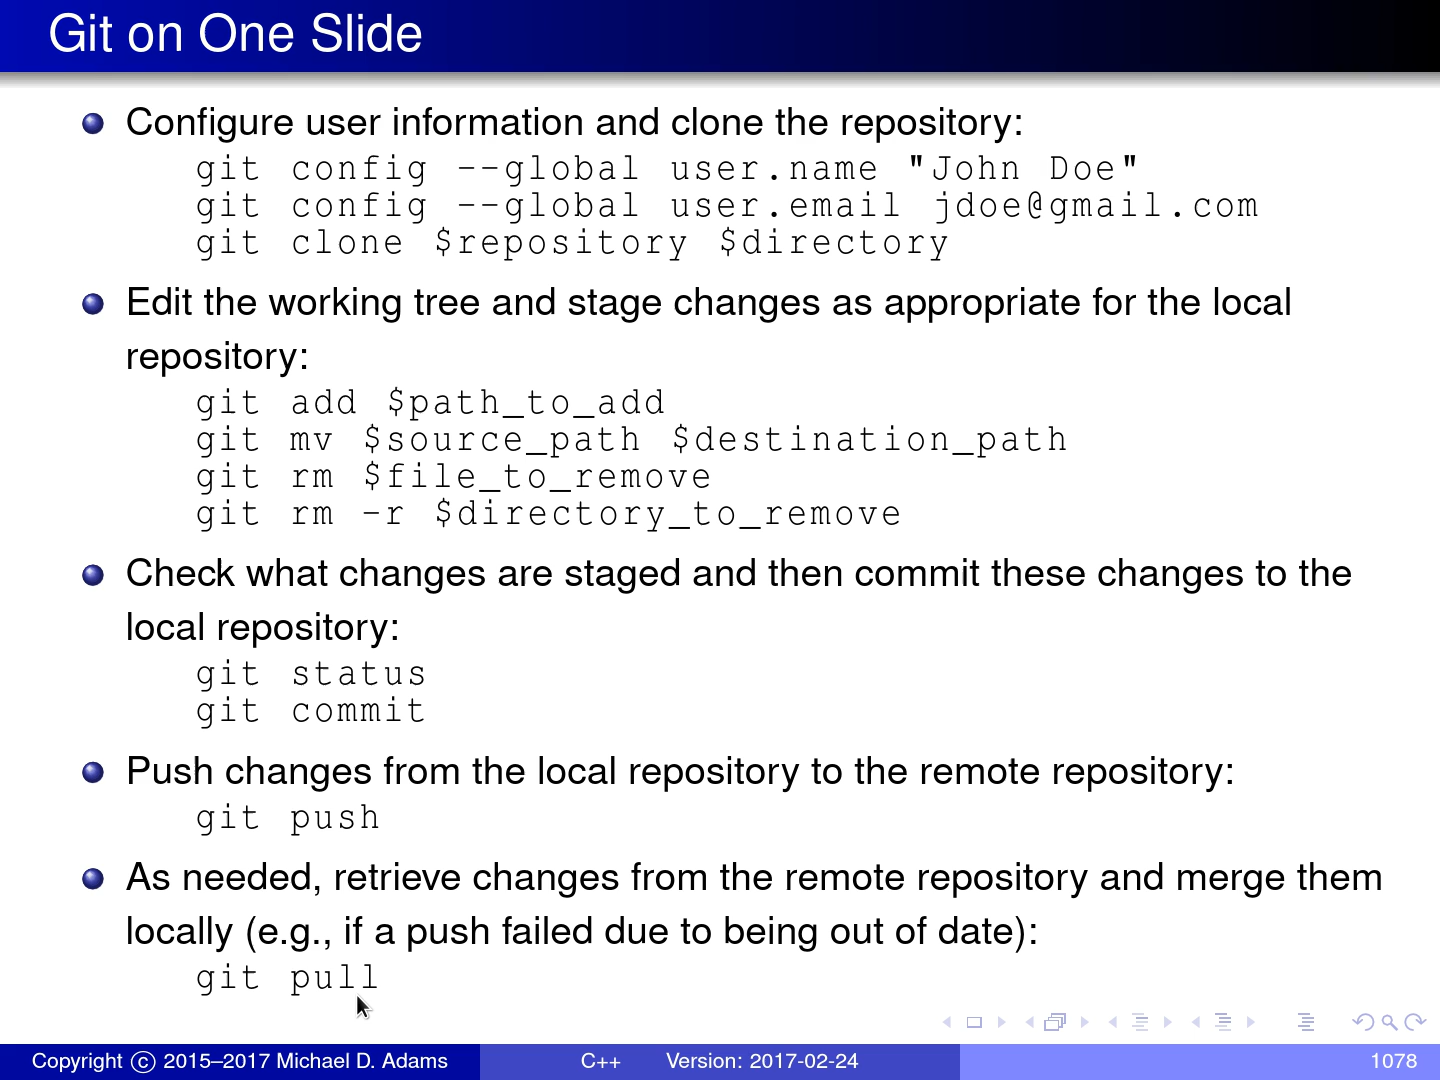 Git on One Slide
Configure user information and clone the repository:
git config --global user.name "John Doe"
git config --global user.email jdoe@gmail.com
git clone $repository $directory
Edit the working tree and stage changes as appropriate for the local
repository:
git add $path_to_add
git mv $source_path $destination_path
git rm $file_to_remove
git rm -r $directory_to_remove
Check what changes are staged and then commit these changes to the
local repository:
git status
git commit
Push changes from the local repository to the remote repository:
git push
As needed, retrieve changes from the remote repository and merge them
locally (e.g., if a push failed due to being out of date):
git pull
Copyright © 2015–2017 Michael D. Adams C++ Version: 2017-02-24 1078